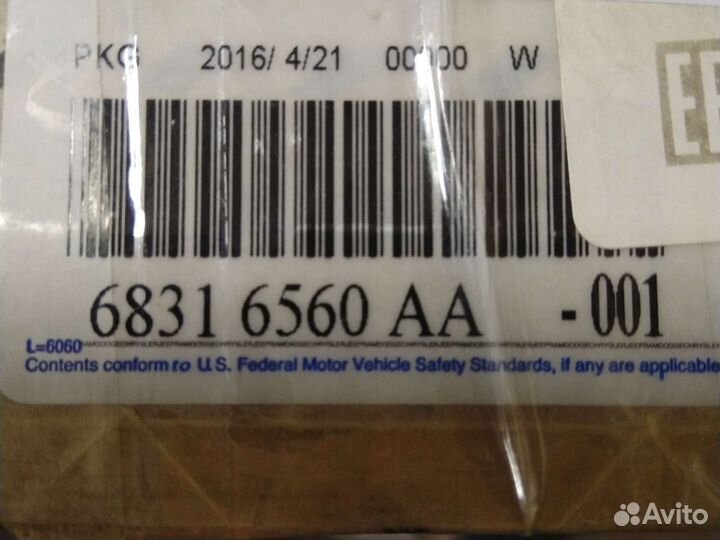 PKG 2016/ 4/21 00000 W
6831 6560 AA - 001
L=6060
Contents conform to U.S. Federal Motor Vehicle Safety Standards, if any are applicable
Avito